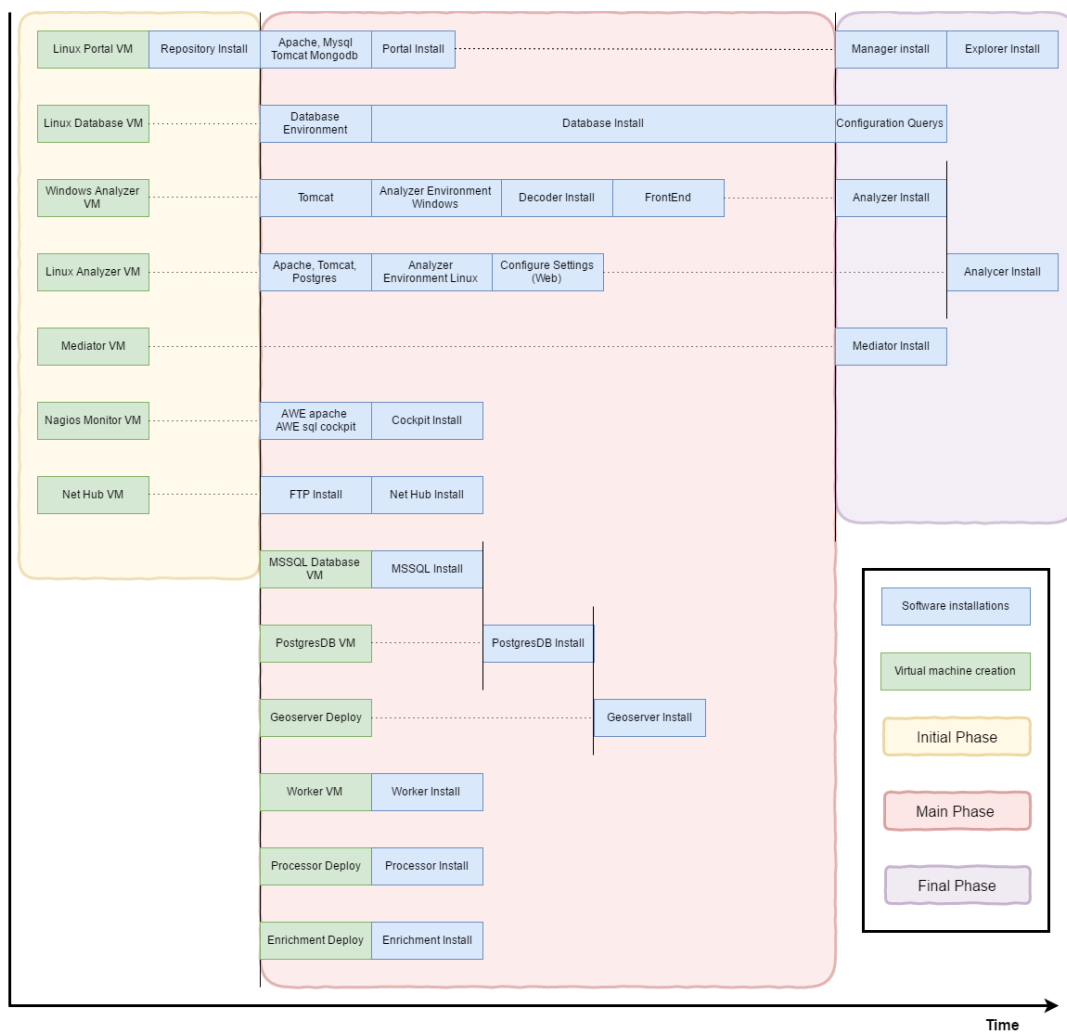 Linux Portal VM
Repository Install
Apache, Mysql
Tomcat Mongodb
Portal Install
Manager install
Explorer Install
Linux Database VM
Database
Environment
Database Install
Configuration Querys
Windows Analyzer
VM
Tomcat
Analyzer Environment
Windows
Decoder Install
FrontEnd
Analyzer Install
Linux Analyzer VM
Apache, Tomcat,
Postgres
Analyzer
Environment Linux
Configure Settings
(Web)
Analycer Install
Mediator VM
Mediator Install
Nagios Monitor VM
AWE apache
AWE sql cockpit
Cockpit Install
Net Hub VM
FTP Install
Net Hub Install
MSSQL Database
VM
MSSQL Install
PostgresDB VM
PostgresDB Install
Geoserver Deploy
Geoserver Install
Worker VM
Worker Install
Processor Deploy
Processor Install
Enrichment Deploy
Enrichment Install
Software installations
Virtual machine creation
Initial Phase
Main Phase
Final Phase
Time